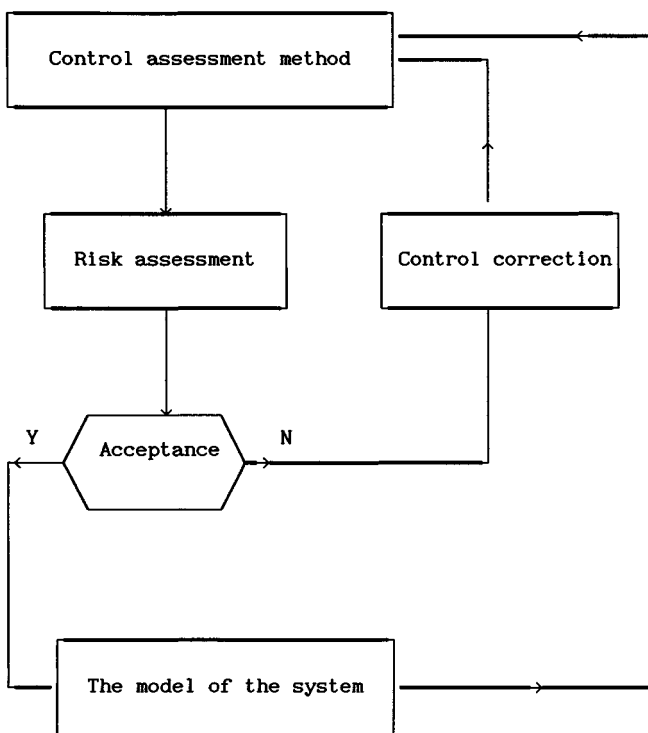 Control assessment method
Risk assessment
Control correction
Y
Acceptance
N
The model of the system